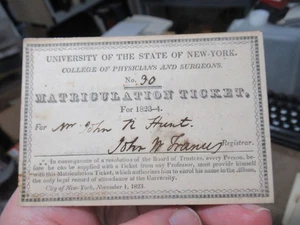 UNIVERSITY OF THE STATE OF NEW-YORK.
COLLEGE OF PHYSICIANS AND SURGEONS.
No. 30
MATRICULATION TICKET.
For 1823-4.
For Mr John R Hunt.
John W Francis Registrar.
In consequence of a resolution of the Board of Trustees, every Person, before he can be supplied with a Ticket from any Professor, must provide himself
with this Matriculation Ticket, which authorizes him to enrol his name in the Album,
the only legal record of attendance at the University.
City of New-York, November 1, 1823.